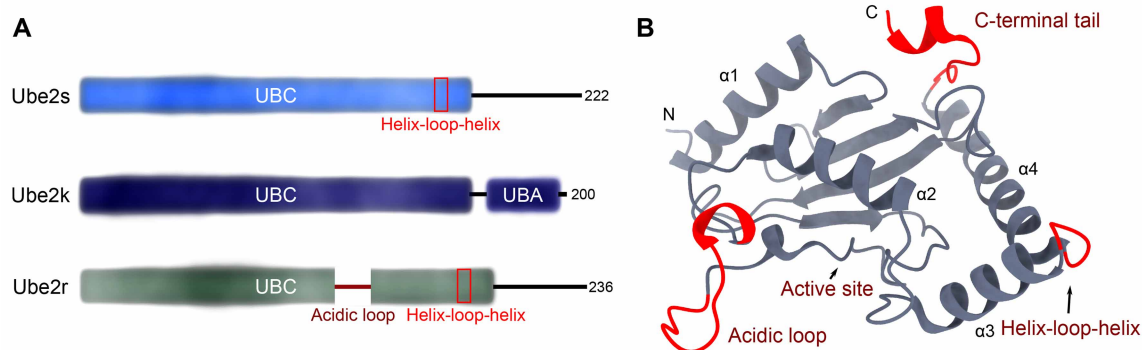 A
Ube2s
UBC
222
Helix-loop-helix
Ube2k
UBC
UBA
200
Ube2r
UBC
236
Acidic loop
Helix-loop-helix
B
C
C-terminal tail
α1
N
α4
α2
Active site
Acidic loop
α3
Helix-loop-helix